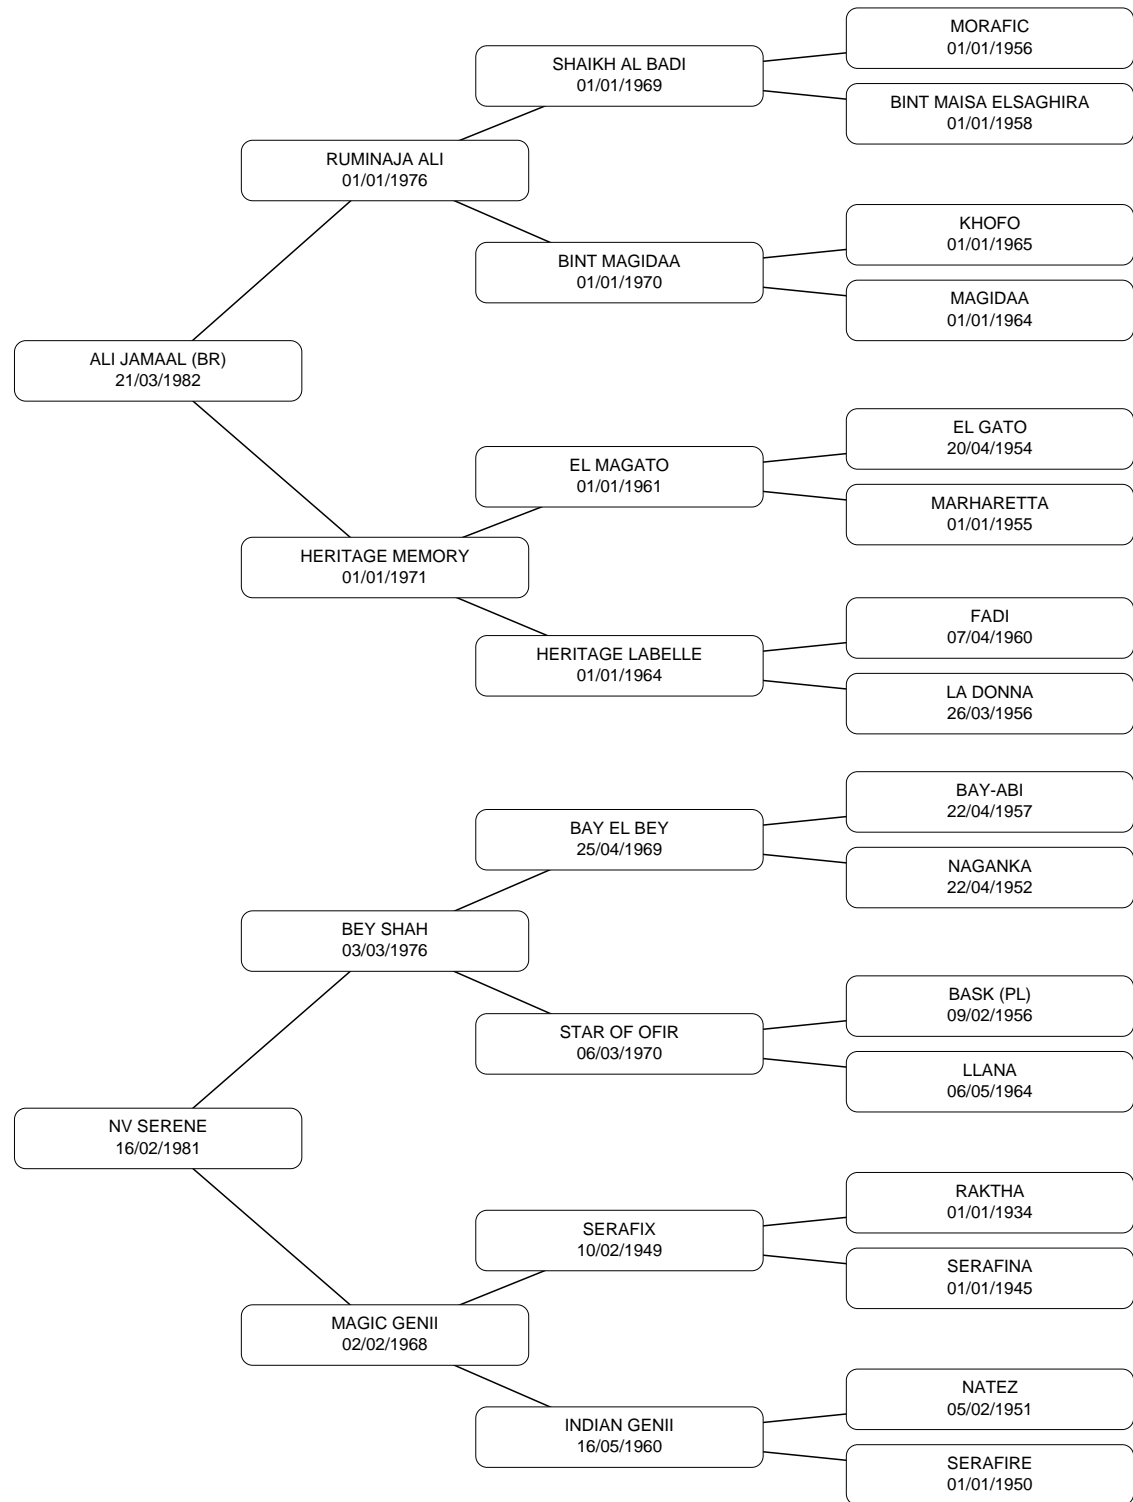 MORAFIC
01/01/1956
SHAIKH AL BADI
01/01/1969
BINT MAISA ELSAGHIRA
01/01/1958
RUMINAJA ALI
01/01/1976
KHOFO
01/01/1965
BINT MAGIDAA
01/01/1970
MAGIDAA
01/01/1964
ALI JAMAAL (BR)
21/03/1982
EL GATO
20/04/1954
EL MAGATO
01/01/1961
MARHARETTA
01/01/1955
HERITAGE MEMORY
01/01/1971
FADI
07/04/1960
HERITAGE LABELLE
01/01/1964
LA DONNA
26/03/1956
BAY-ABI
22/04/1957
BAY EL BEY
25/04/1969
NAGANKA
22/04/1952
BEY SHAH
03/03/1976
BASK (PL)
09/02/1956
STAR OF OFIR
06/03/1970
LLANA
06/05/1964
NV SERENE
16/02/1981
RAKTHA
01/01/1934
SERAFIX
10/02/1949
SERAFINA
01/01/1945
MAGIC GENII
02/02/1968
NATEZ
05/02/1951
INDIAN GENII
16/05/1960
SERAFIRE
01/01/1950